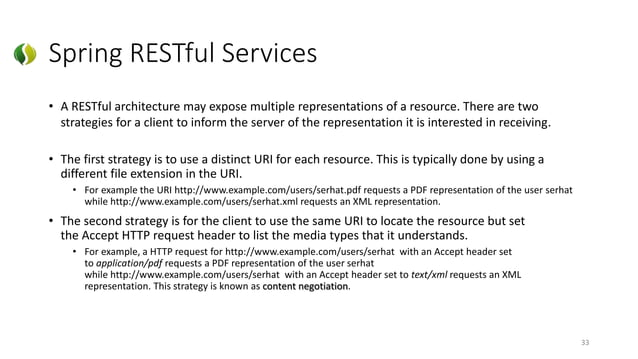 Spring RESTful Services
• A RESTful architecture may expose multiple representations of a resource. There are two
strategies for a client to inform the server of the representation it is interested in receiving.
• The first strategy is to use a distinct URI for each resource. This is typically done by using a
different file extension in the URI.
• For example the URI http://www.example.com/users/serhat.pdf requests a PDF representation of the user serhat
while http://www.example.com/users/serhat.xml requests an XML representation.
• The second strategy is for the client to use the same URI to locate the resource but set
the Accept HTTP request header to list the media types that it understands.
• For example, a HTTP request for http://www.example.com/users/serhat with an Accept header set
to application/pdf requests a PDF representation of the user serhat
while http://www.example.com/users/serhat with an Accept header set to text/xml requests an XML
representation. This strategy is known as content negotiation.
33